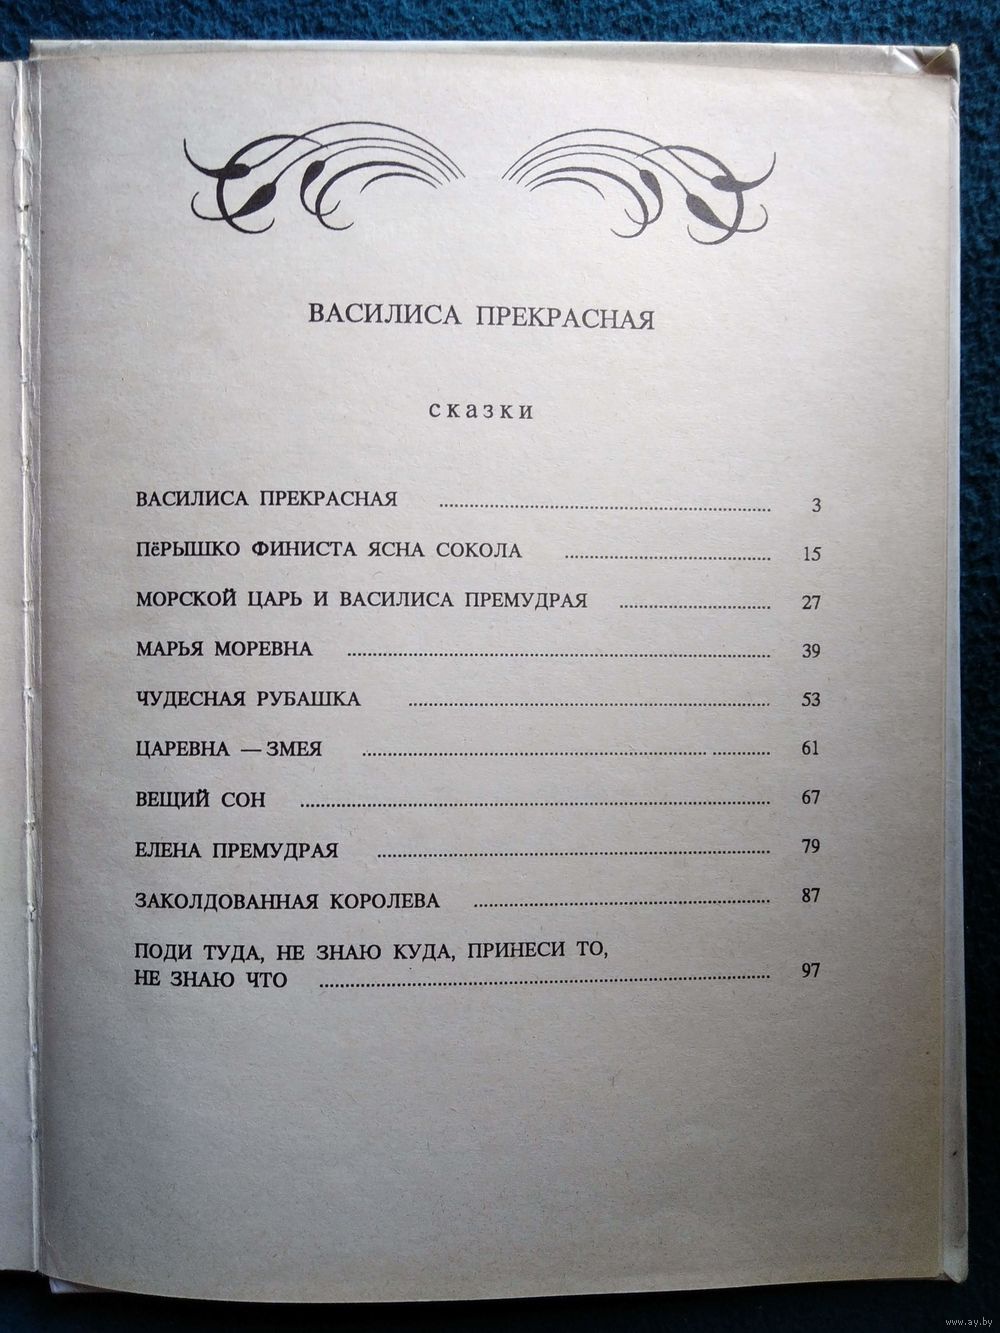 ВАСИЛИСА ПРЕКРАСНАЯ
сказки
ВАСИЛИСА ПРЕКРАСНАЯ 3
ПёРЫШКО ФИНИСТА ЯСНА СОКОЛА 15
МОРСКОЙ ЦАРЬ И ВАСИЛИСА ПРЕМУДРАЯ 27
МАРЬЯ МОРЕВНА 39
ЧУДЕСНАЯ РУБАШКА 53
ЦАРЕВНА — ЗМЕЯ 61
ВЕЩИЙ СОН 67
ЕЛЕНА ПРЕМУДРАЯ 79
ЗАКОЛДОВАННАЯ КОРОЛЕВА 87
ПОДИ ТУДА, НЕ ЗНАЮ КУДА, ПРИНЕСИ ТО,
НЕ ЗНАЮ ЧТО 97
www.ay.by